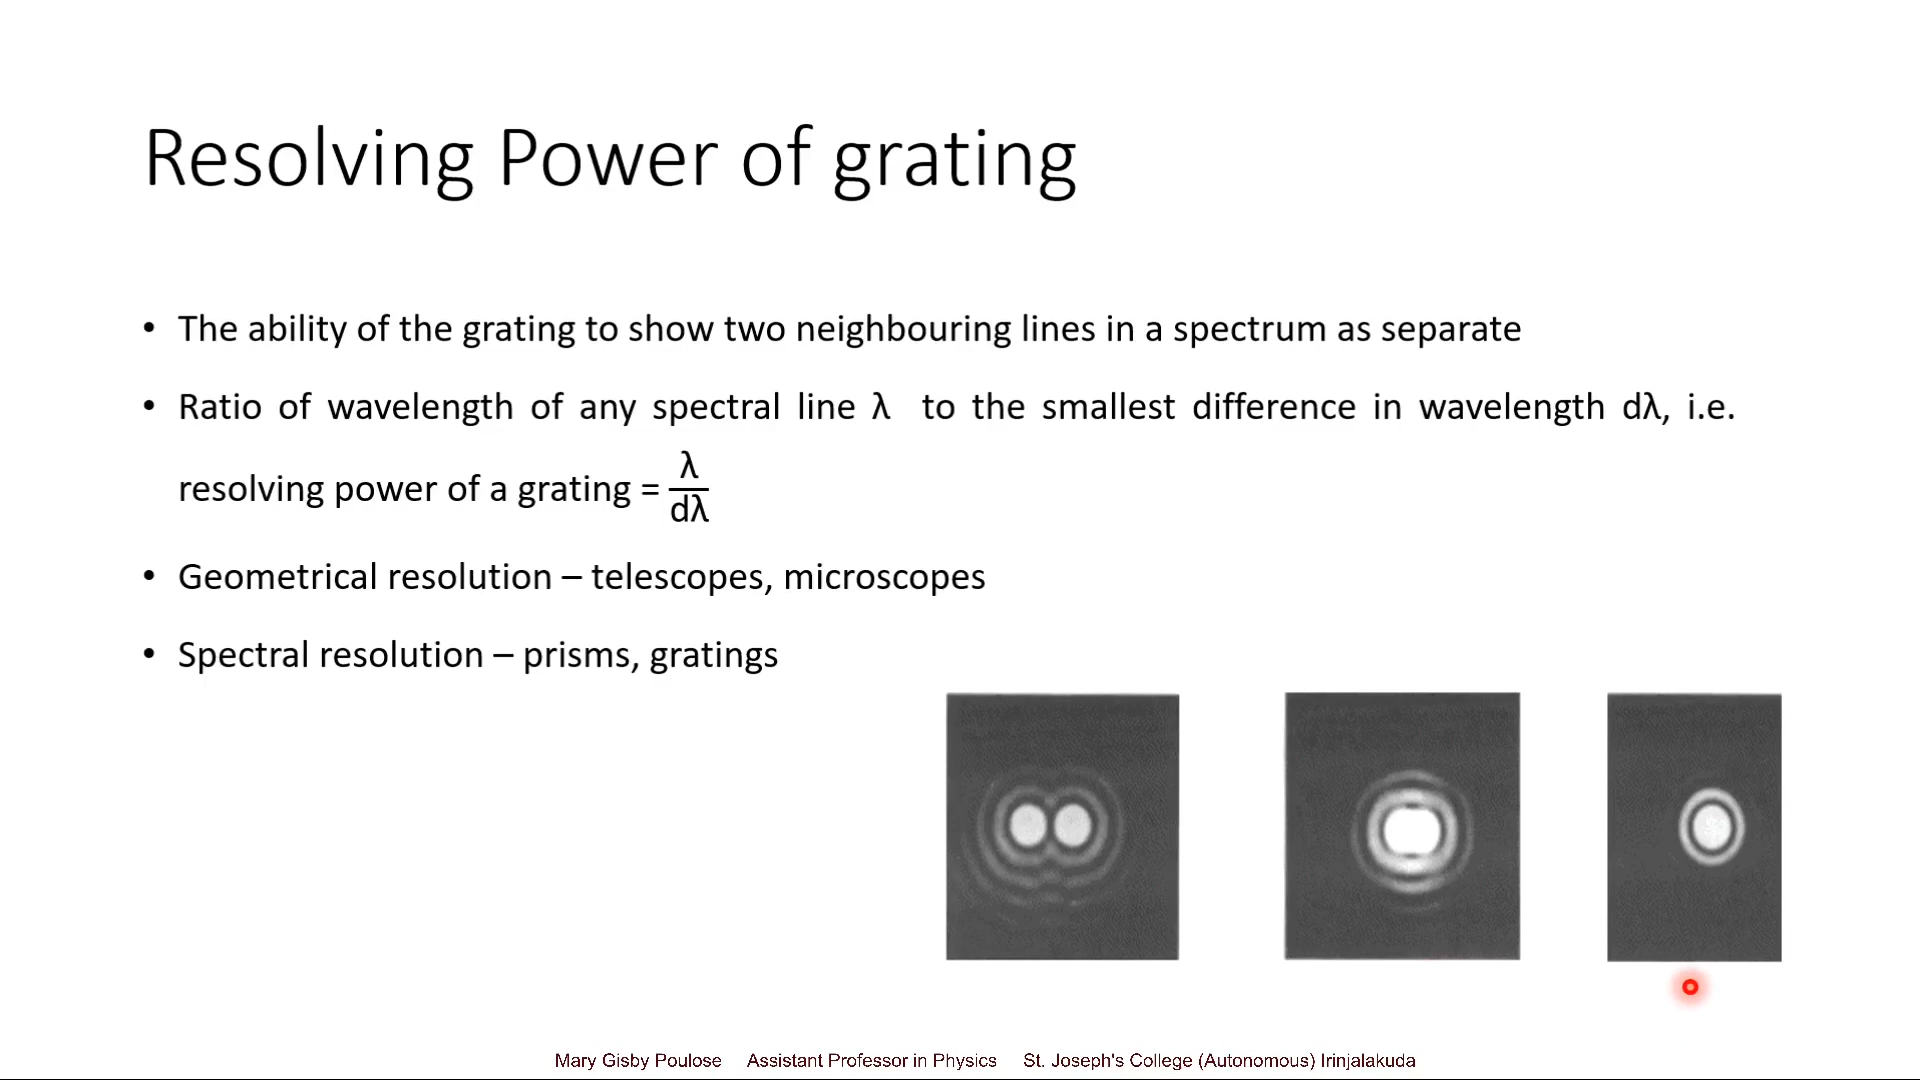 Resolving Power of grating
• The ability of the grating to show two neighbouring lines in a spectrum as separate
• Ratio of wavelength of any spectral line λ to the smallest difference in wavelength dλ, i.e.
resolving power of a grating = λ/dλ
• Geometrical resolution – telescopes, microscopes
• Spectral resolution – prisms, gratings
Mary Gisby Poulose Assistant Professor in Physics St. Joseph's College (Autonomous) Irinjalakuda